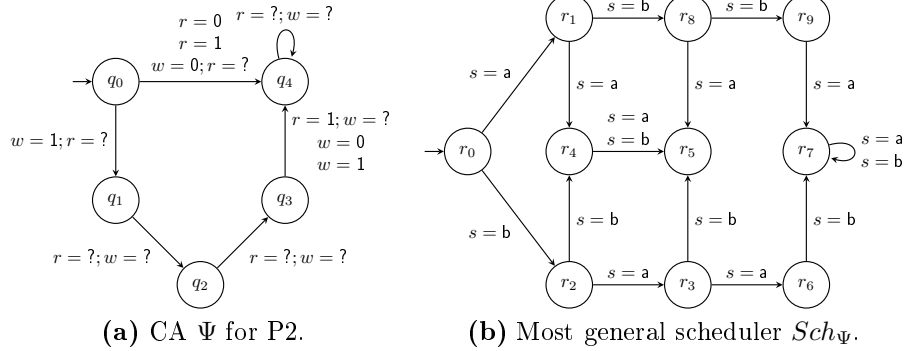 r = 0
r = 1
w = 0; r = ?
r = ?; w = ?
q0
q4
w = 1; r = ?
r = 1; w = ?
w = 0
w = 1
q1
q3
r = ?; w = ?
r = ?; w = ?
q2
(a) CA Ψ for P2.
r1
s = b
r8
s = b
r9
s = a
s = a
s = a
s = a
r0
r4
s = a
s = b
r5
r7
s = a
s = b
s = b
s = b
s = b
s = b
r2
s = a
r3
s = a
r6
(b) Most general scheduler SchΨ.